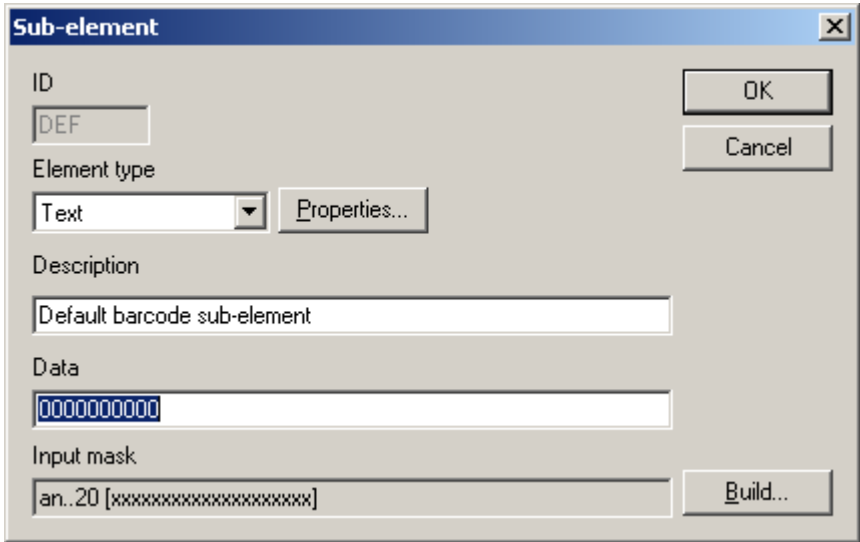 Sub-element
ID
OK
DEF
Cancel
Element type
Text
Properties...
Description
Default barcode sub-element
Data
0000000000
Input mask
an..20 [xxxxxxxxxxxxxxxxxxxx]
Build...